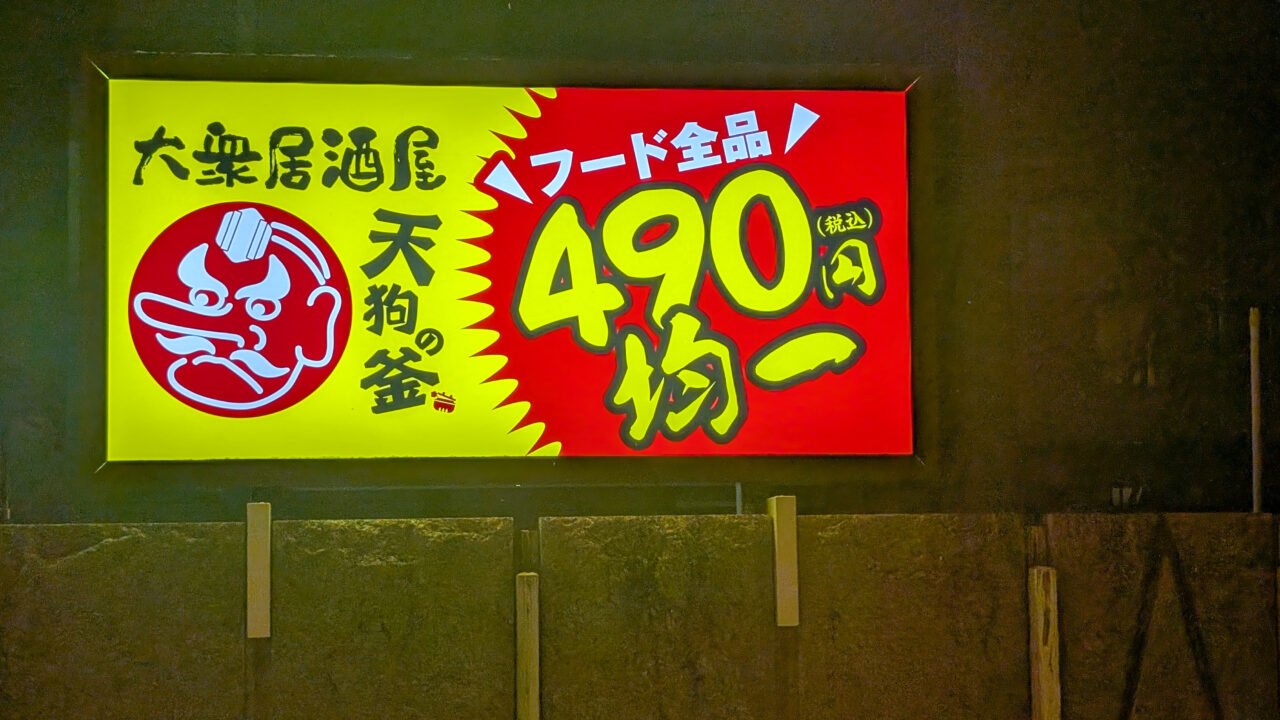 大衆居酒屋
天狗の釜
フード全品
490円(税込)
均一